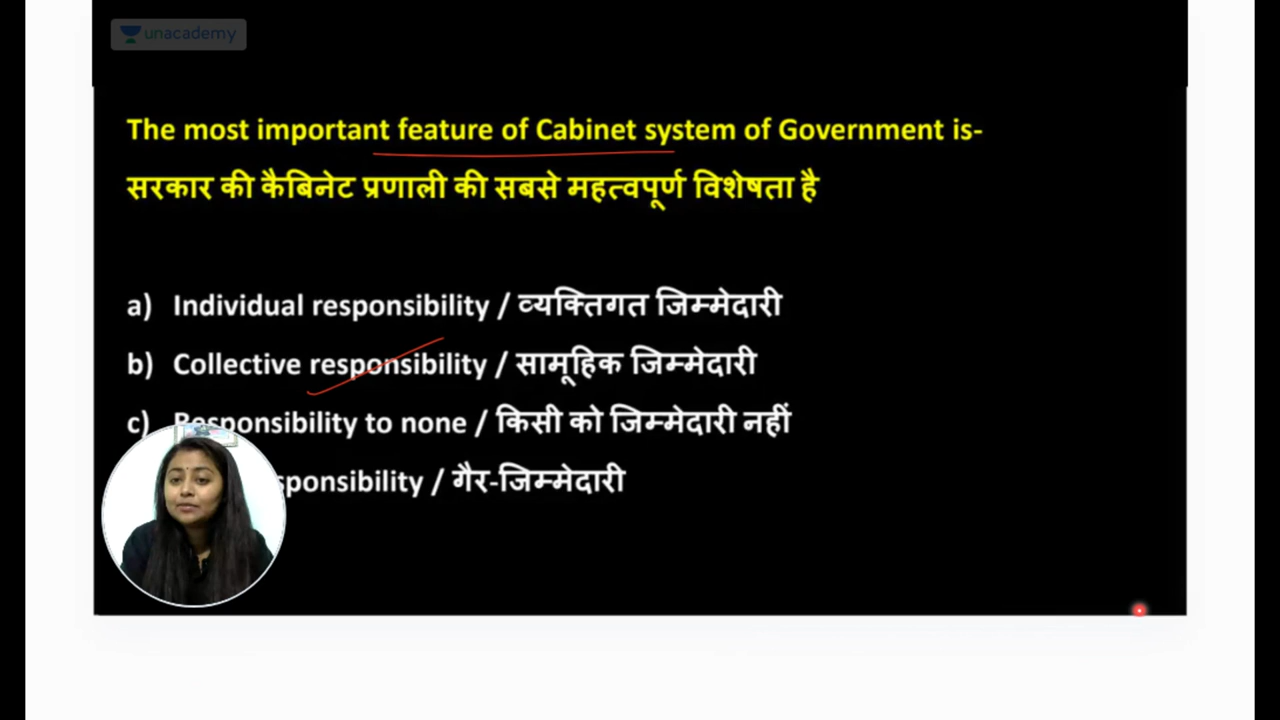 unacademy
The most important feature of Cabinet system of Government is-
सरकार की कैबिनेट प्रणाली की सबसे महत्वपूर्ण विशेषता है
a) Individual responsibility / व्यक्तिगत जिम्मेदारी
b) Collective responsibility / सामूहिक जिम्मेदारी
c) Responsibility to none / किसी को जिम्मेदारी नहीं
/ गैर-जिम्मेदारी